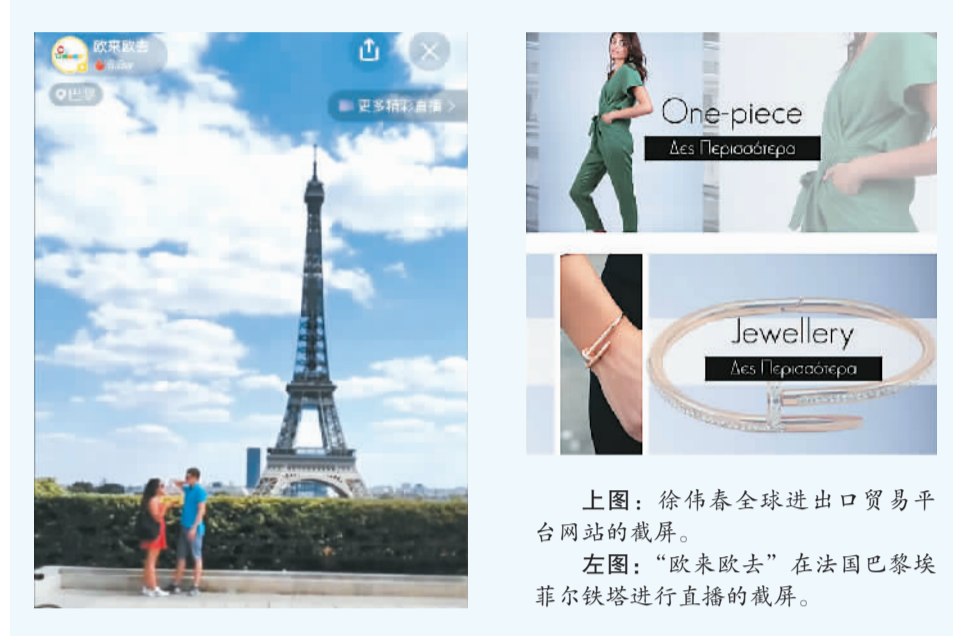 欧来欧去
巴黎
更多精彩直播
One-piece
Δες Περισσότερα
Jewellery
Δες Περισσότερα
上图：徐伟春全球进出口贸易平
台网站的截屏。
左图：“欧来欧去”在法国巴黎埃
菲尔铁塔进行直播的截屏。